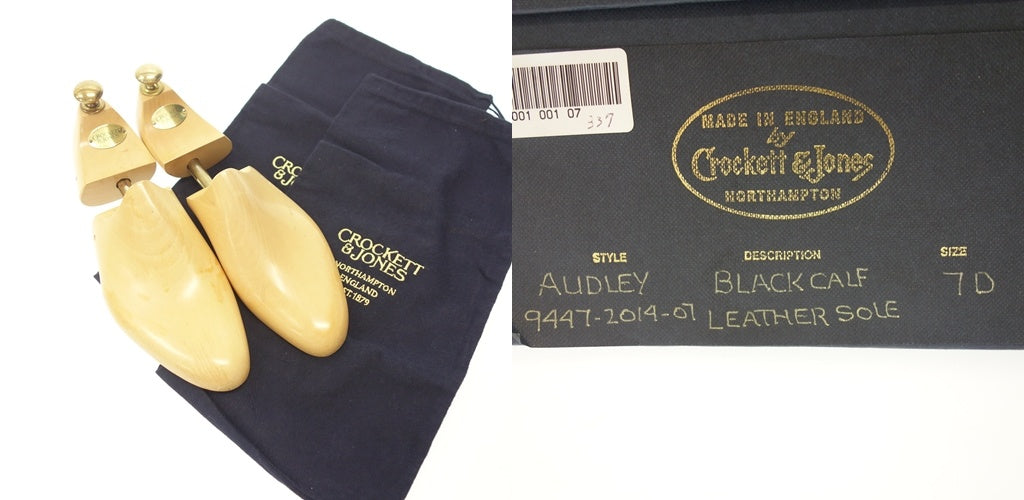 CROCKETT
& JONES
NORTHAMPTON
ENGLAND
EST. 1879
001 001 07
337
MADE IN ENGLAND
by
Crockett & Jones
NORTHAMPTON
STYLE DESCRIPTION SIZE
AUDLEY BLACK CALF 7 D
9447-2014-07 LEATHER SOLE